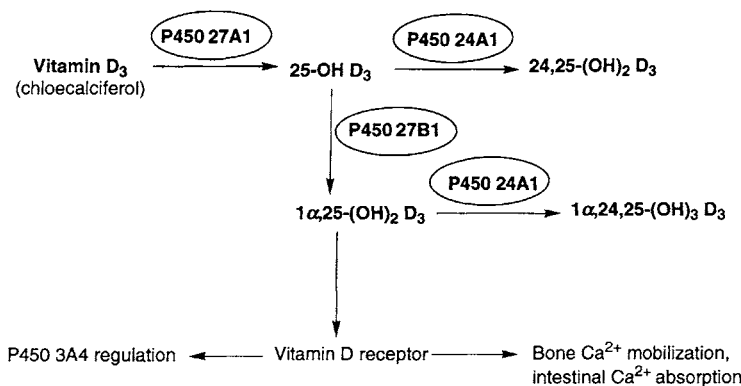 P450 27A1
P450 24A1
Vitamin D₃
25-OH D₃
24,25-(OH)₂ D₃
(chloecalciferol)
P450 27B1
P450 24A1
1α,25-(OH)₂ D₃
1α,24,25-(OH)₃ D₃
P450 3A4 regulation
Vitamin D receptor
Bone Ca²⁺ mobilization,
intestinal Ca²⁺ absorption